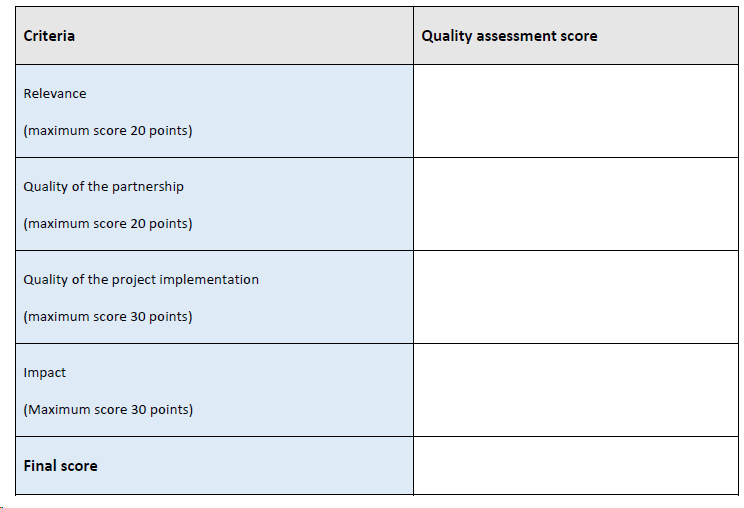 Criteria
Quality assessment score
Relevance
(maximum score 20 points)
Quality of the partnership
(maximum score 20 points)
Quality of the project implementation
(maximum score 30 points)
Impact
(Maximum score 30 points)
Final score